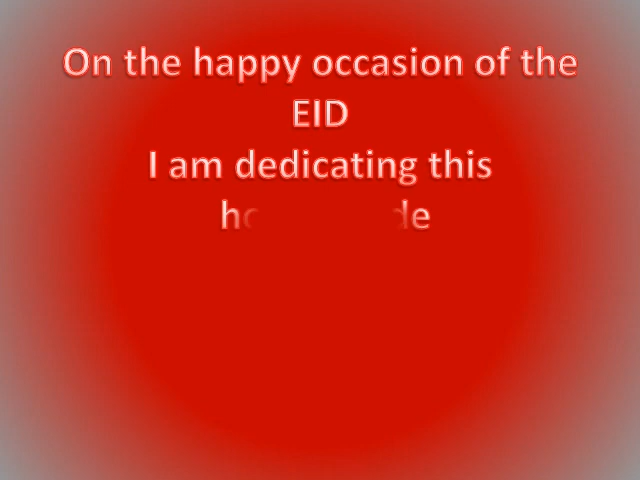 On the happy occasion of the
EID
I am dedicating this